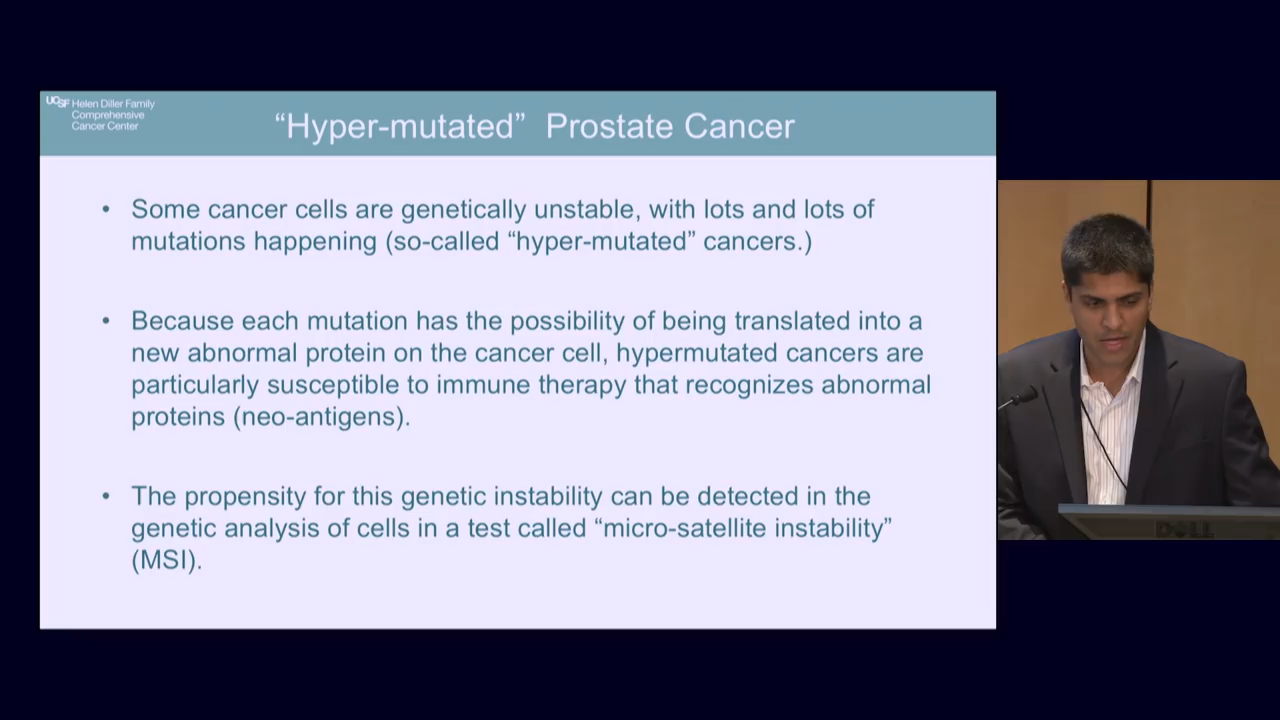 UCSF Helen Diller Family
Comprehensive
Cancer Center
“Hyper-mutated” Prostate Cancer
• Some cancer cells are genetically unstable, with lots and lots of
mutations happening (so-called “hyper-mutated” cancers.)
• Because each mutation has the possibility of being translated into a
new abnormal protein on the cancer cell, hypermutated cancers are
particularly susceptible to immune therapy that recognizes abnormal
proteins (neo-antigens).
• The propensity for this genetic instability can be detected in the
genetic analysis of cells in a test called “micro-satellite instability”
(MSI).
DELL